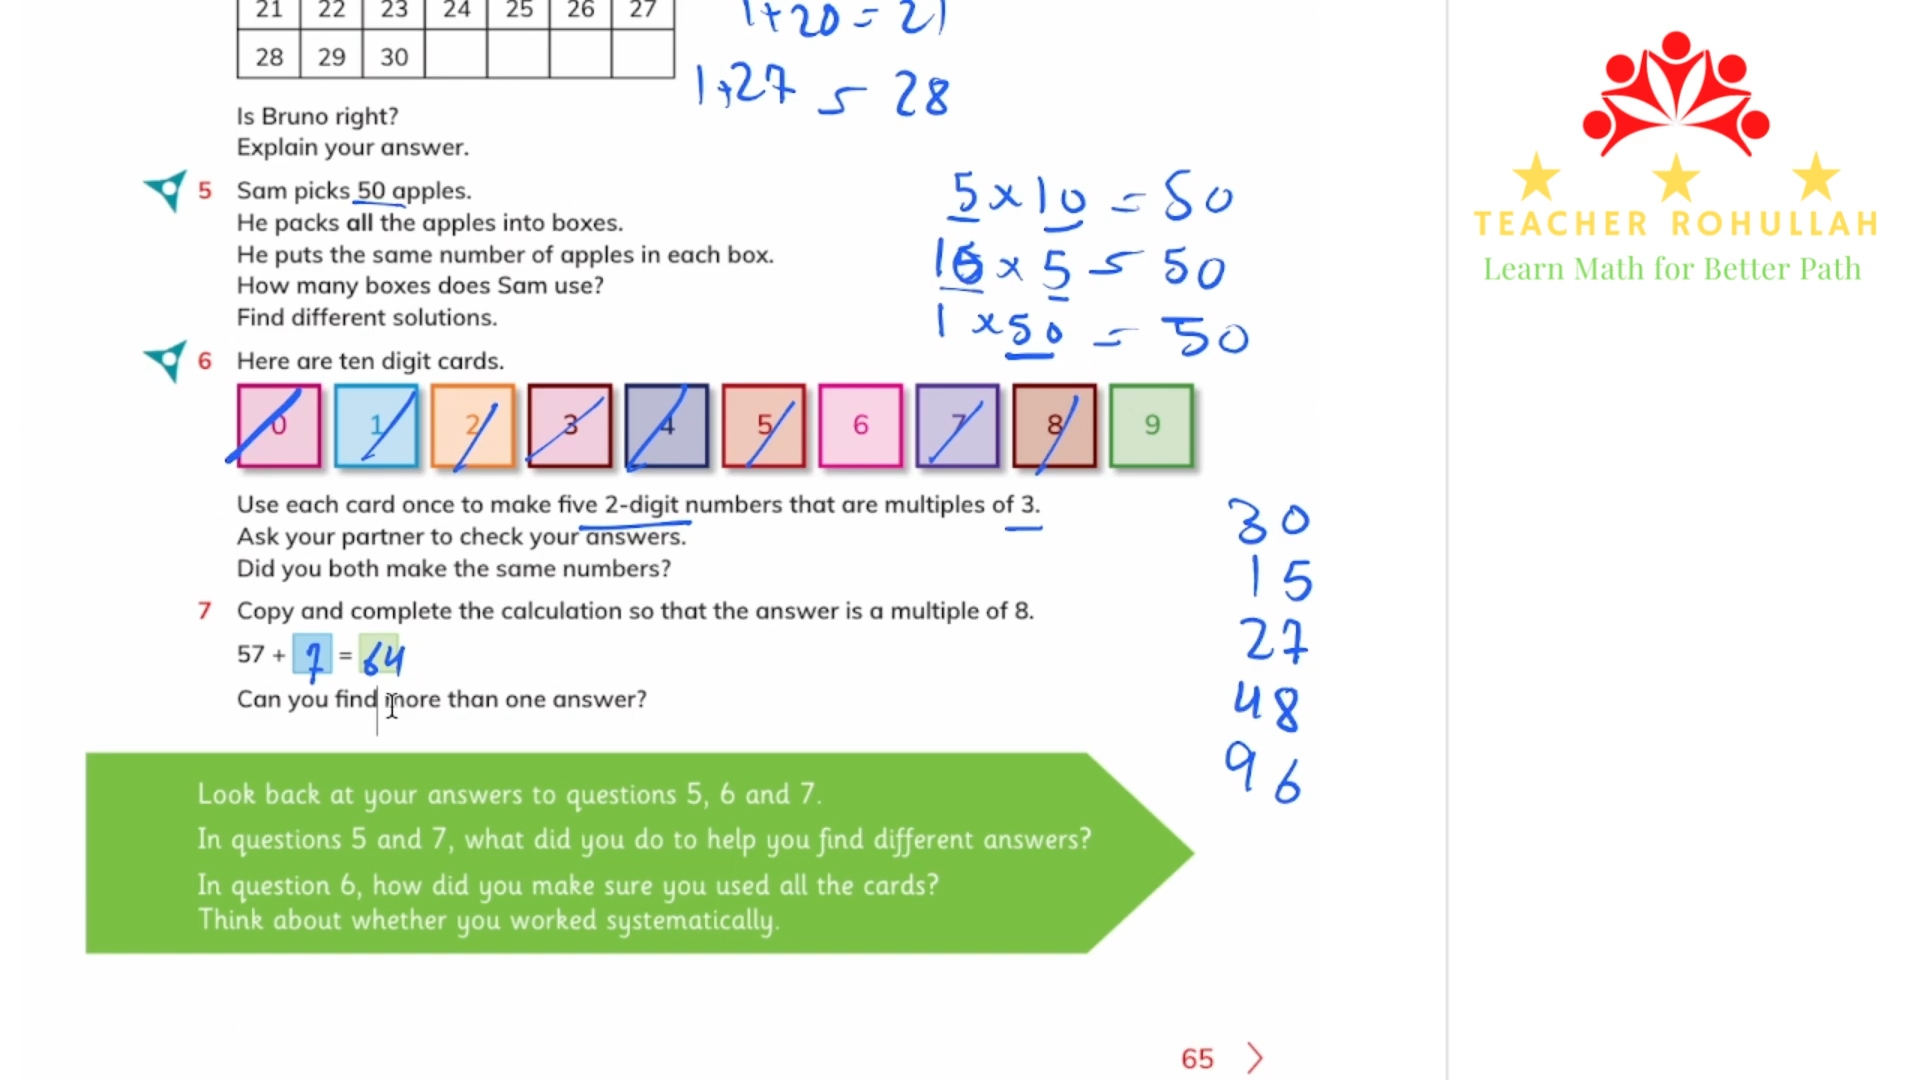 21 22 23 24 25 26 27
1+20 = 21
28 29 30
1+27 = 28
Is Bruno right?
Explain your answer.
5 Sam picks 50 apples.
He packs all the apples into boxes.
He puts the same number of apples in each box.
How many boxes does Sam use?
Find different solutions.
5 x 10 = 50
10 x 5 = 50
1 x 50 = 50
6 Here are ten digit cards.
0 1 2 3 4 5 6 7 8 9
Use each card once to make five 2-digit numbers that are multiples of 3.
Ask your partner to check your answers.
Did you both make the same numbers?
30
15
27
48
96
7 Copy and complete the calculation so that the answer is a multiple of 8.
57 + 7 = 64
Can you find more than one answer?
Look back at your answers to questions 5, 6 and 7.
In questions 5 and 7, what did you do to help you find different answers?
In question 6, how did you make sure you used all the cards?
Think about whether you worked systematically.
65
TEACHER ROHULLAH
Learn Math for Better Path